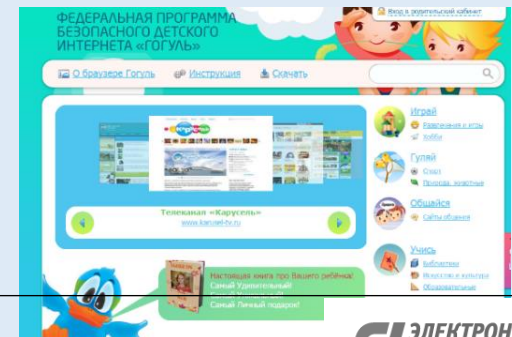 ФЕДЕРАЛЬНАЯ ПРОГРАММА
БЕЗОПАСНОГО ДЕТСКОГО
ИНТЕРНЕТА «ГОГУЛЬ»
Вход в родительский кабинет
О браузере Гогуль
Инструкция
Скачать
Играй
Развлечения и игры
Хобби
Гуляй
Спорт
Природа, животные
Общайся
Сайты общения
Учись
Библиотеки
Искусство и культура
Образовательные
Телеканал «Карусель»
www.karusel-tv.ru
Настоящая книга про Вашего ребёнка!
Самый Удивительный!
Самый Личный подарок!
ЭЛЕКТРОН